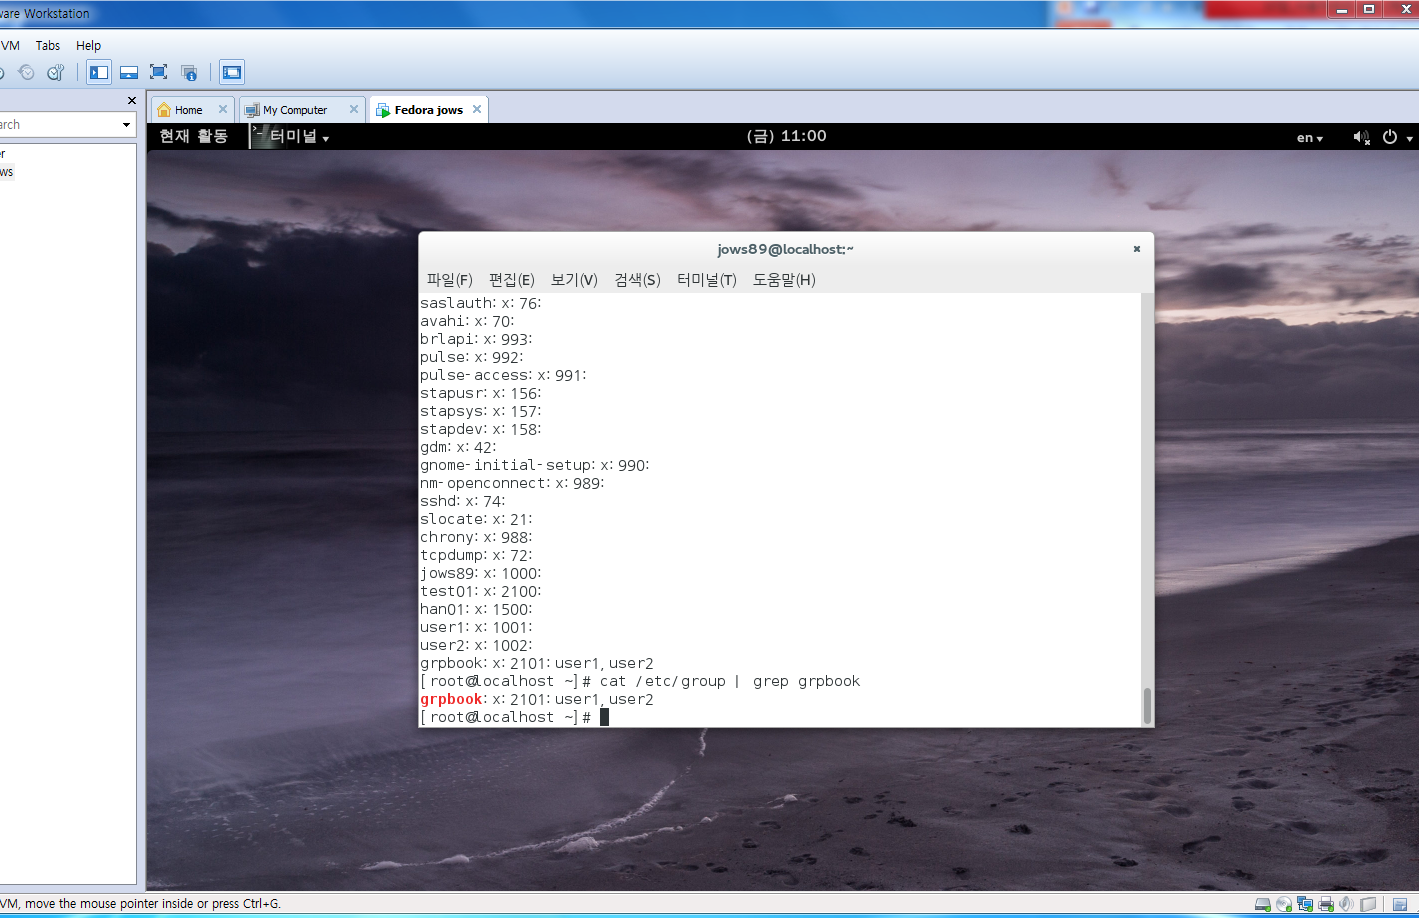 ware Workstation
VM Tabs Help
arch
er
ws
Home My Computer Fedora jows
현재 활동 터미널 (금) 11:00 en
jows89@localhost:~
파일(F) 편집(E) 보기(V) 검색(S) 터미널(T) 도움말(H)
saslauth:x:76:
avahi:x:70:
brlapi:x:993:
pulse:x:992:
pulse-access:x:991:
stapusr:x:156:
stapsys:x:157:
stapdev:x:158:
gdm:x:42:
gnome-initial-setup:x:990:
nm-openconnect:x:989:
sshd:x:74:
slocate:x:21:
chrony:x:988:
tcpdump:x:72:
jows89:x:1000:
test01:x:2100:
han01:x:1500:
user1:x:1001:
user2:x:1002:
grpbook:x:2101:user1,user2
[root@localhost ~]# cat /etc/group | grep grpbook
grpbook:x:2101:user1,user2
[root@localhost ~]#
VM, move the mouse pointer inside or press Ctrl+G.